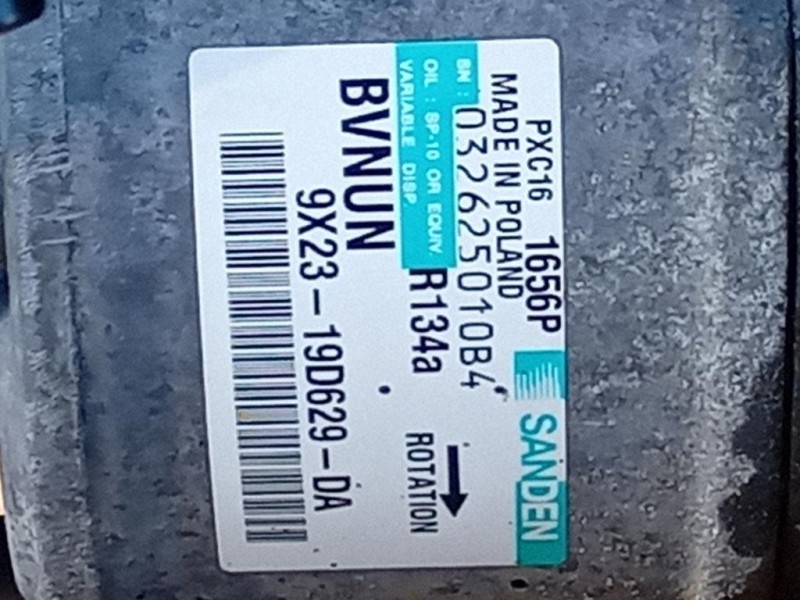 PXC16 1656P SANDEN
MADE IN POLAND
SN: 032625010B4
OIL : SP-10 OR EQUIV.
VARIABLE DISP. R134a ROTATION
BVNUN
9X23-19D629-DA